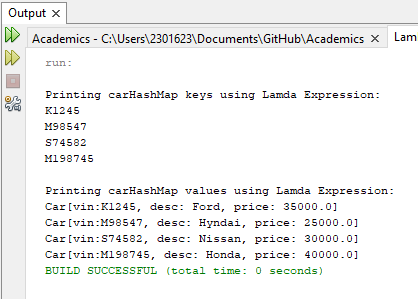 Output ×
Academics - C:\Users\2301623\Documents\GitHub\Academics × Lam
run:
Printing carHashMap keys using Lamda Expression:
K1245
M98547
S74582
M198745
Printing carHashMap values using Lamda Expression:
Car[vin:K1245, desc: Ford, price: 35000.0]
Car[vin:M98547, desc: Hyndai, price: 25000.0]
Car[vin:S74582, desc: Nissan, price: 30000.0]
Car[vin:M198745, desc: Honda, price: 40000.0]
BUILD SUCCESSFUL (total time: 0 seconds)